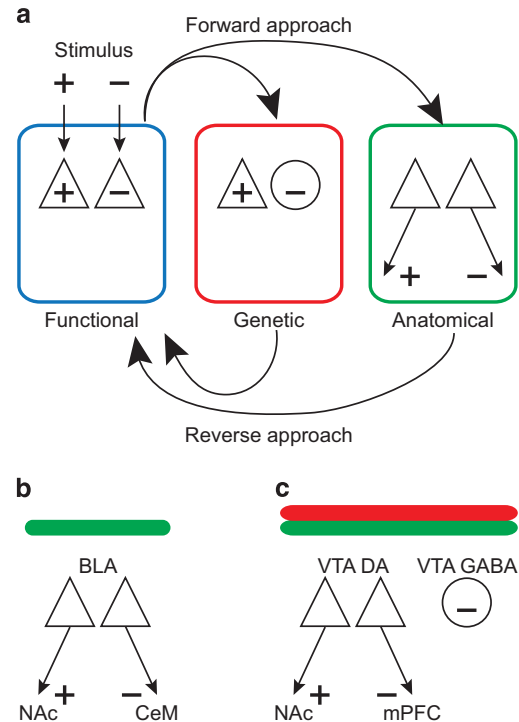 a
Forward approach
Stimulus
+ −
+ − + −
+ −
Functional Genetic Anatomical
Reverse approach
b c
BLA VTA DA VTA GABA
−
+ − + −
NAc CeM NAc mPFC